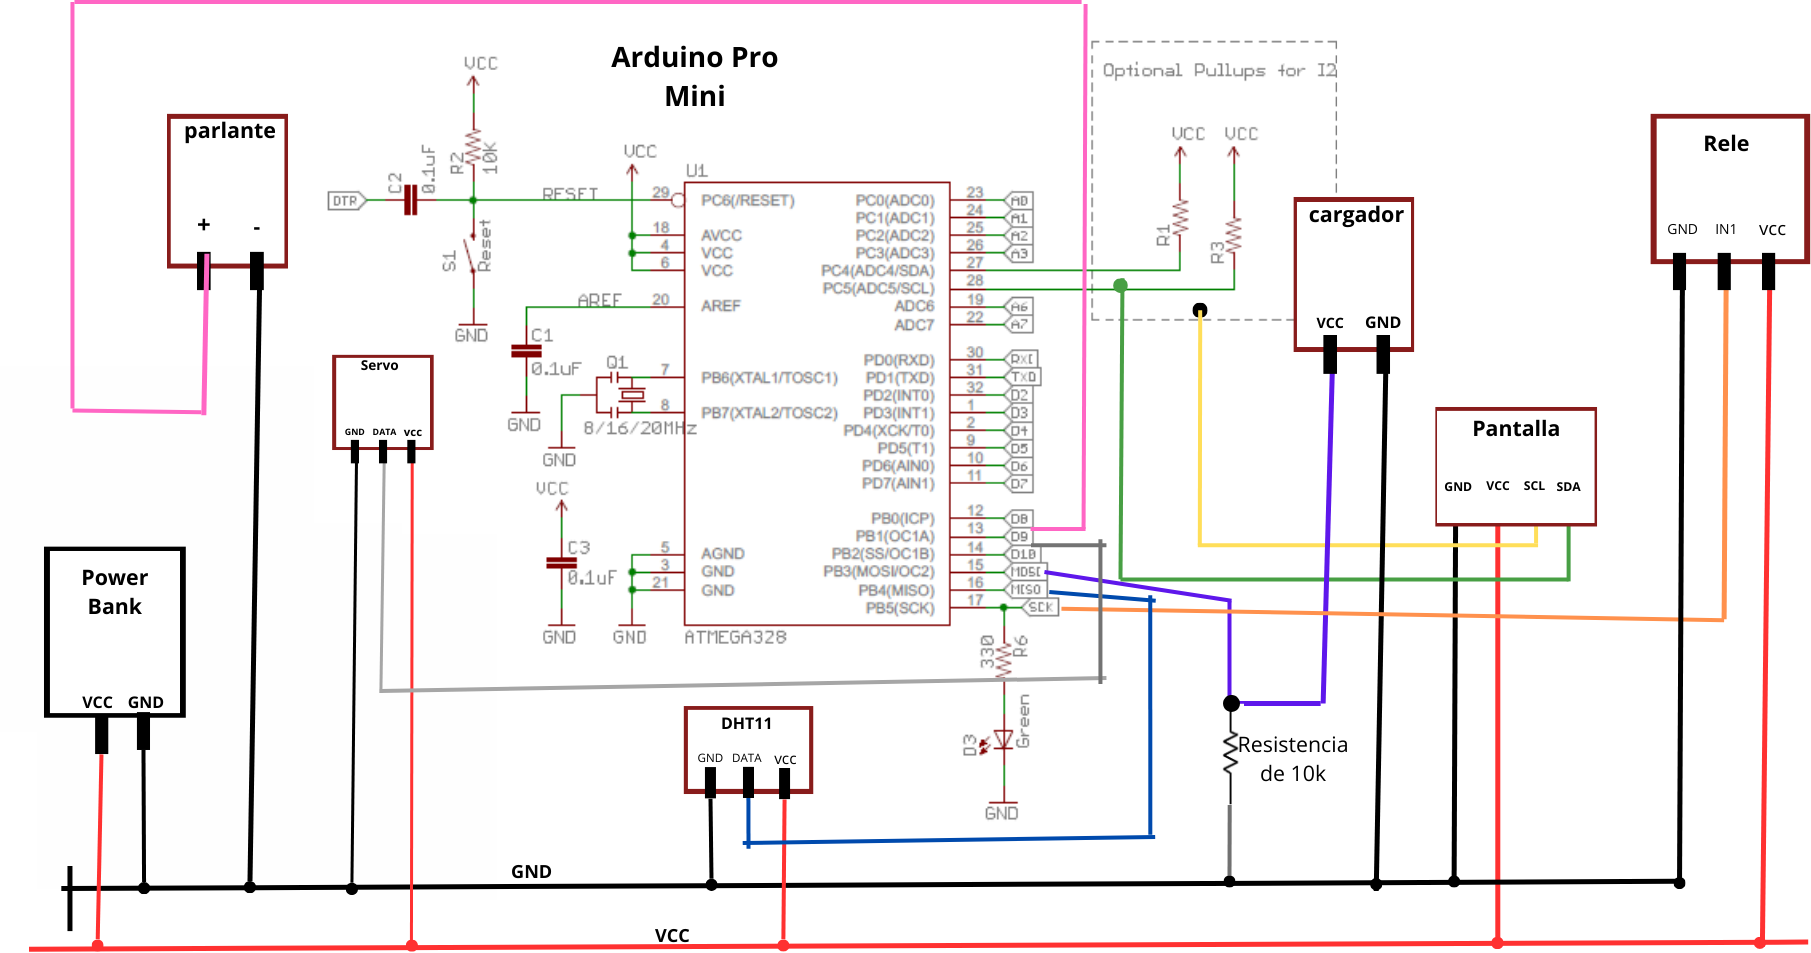 Arduino Pro
Mini
VCC
Optional Pullups for I2
parlante
+
-
R2
10K
C2
0.1uF
DTR
RESET
VCC
U1
S1
Reset
GND
29
PC6(/RESET)
18
AVCC
4
VCC
6
VCC
AREF
20
AREF
C1
0.1uF
GND
Q1
7
PB6(XTAL1/TOSC1)
8
PB7(XTAL2/TOSC2)
8/16/20MHz
GND
VCC
C3
0.1uF
GND
5
AGND
3
GND
21
GND
GND
ATMEGA328
PC0(ADC0)
23
A0
PC1(ADC1)
24
A1
PC2(ADC2)
25
A2
PC3(ADC3)
26
A3
PC4(ADC4/SDA)
27
PC5(ADC5/SCL)
28
ADC6
19
A6
ADC7
22
A7
PD0(RXD)
30
RXI
PD1(TXD)
31
TXO
PD2(INT0)
32
D2
PD3(INT1)
1
D3
PD4(XCK/T0)
2
D4
PD5(T1)
9
D5
PD6(AIN0)
10
D6
PD7(AIN1)
11
D7
PB0(ICP)
12
D8
PB1(OC1A)
13
D9
PB2(SS/OC1B)
14
D10
PB3(MOSI/OC2)
15
MOSI
PB4(MISO)
16
MISO
PB5(SCK)
17
SCK
330
R6
D3
Green
GND
VCC
VCC
R1
R3
cargador
VCC
GND
Rele
GND
IN1
VCC
Servo
GND
DATA
VCC
Pantalla
GND
VCC
SCL
SDA
Power
Bank
VCC
GND
DHT11
GND
DATA
VCC
Resistencia
de 10k
GND
VCC